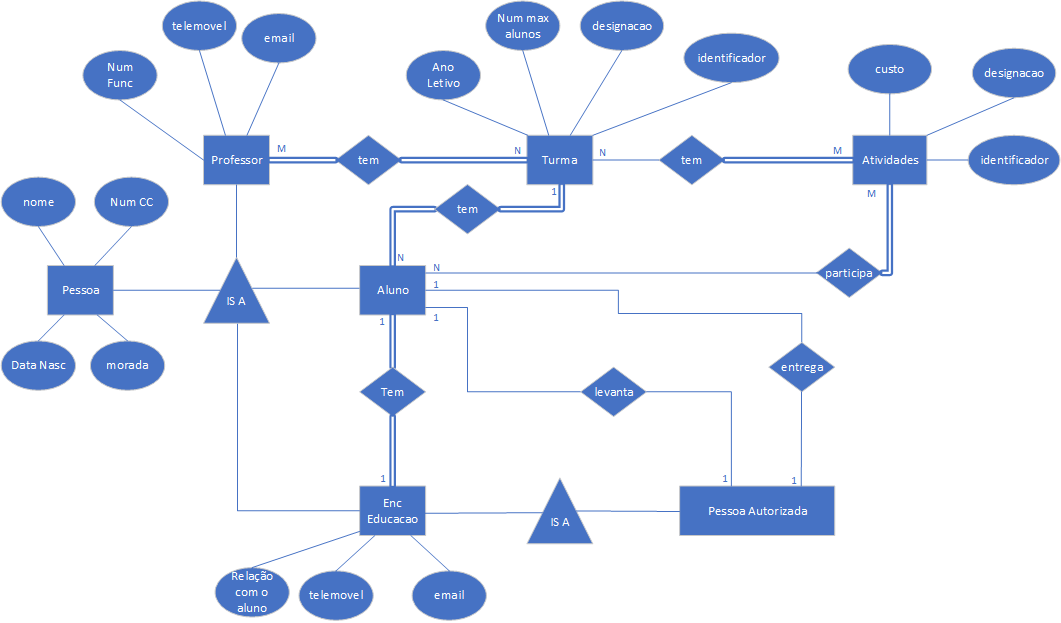 telemovel
email
Num
Func
Num max
alunos
designacao
Ano
Letivo
identificador
custo
designacao
identificador
Professor
M
tem
N
Turma
N
tem
M
Atividades
1
M
nome
Num CC
tem
Pessoa
IS A
N
Aluno
N
1
1
1
participa
Data Nasc
morada
Tem
levanta
entrega
1
1
1
Enc
Educacao
IS A
Pessoa Autorizada
Relação
com o
aluno
telemovel
email